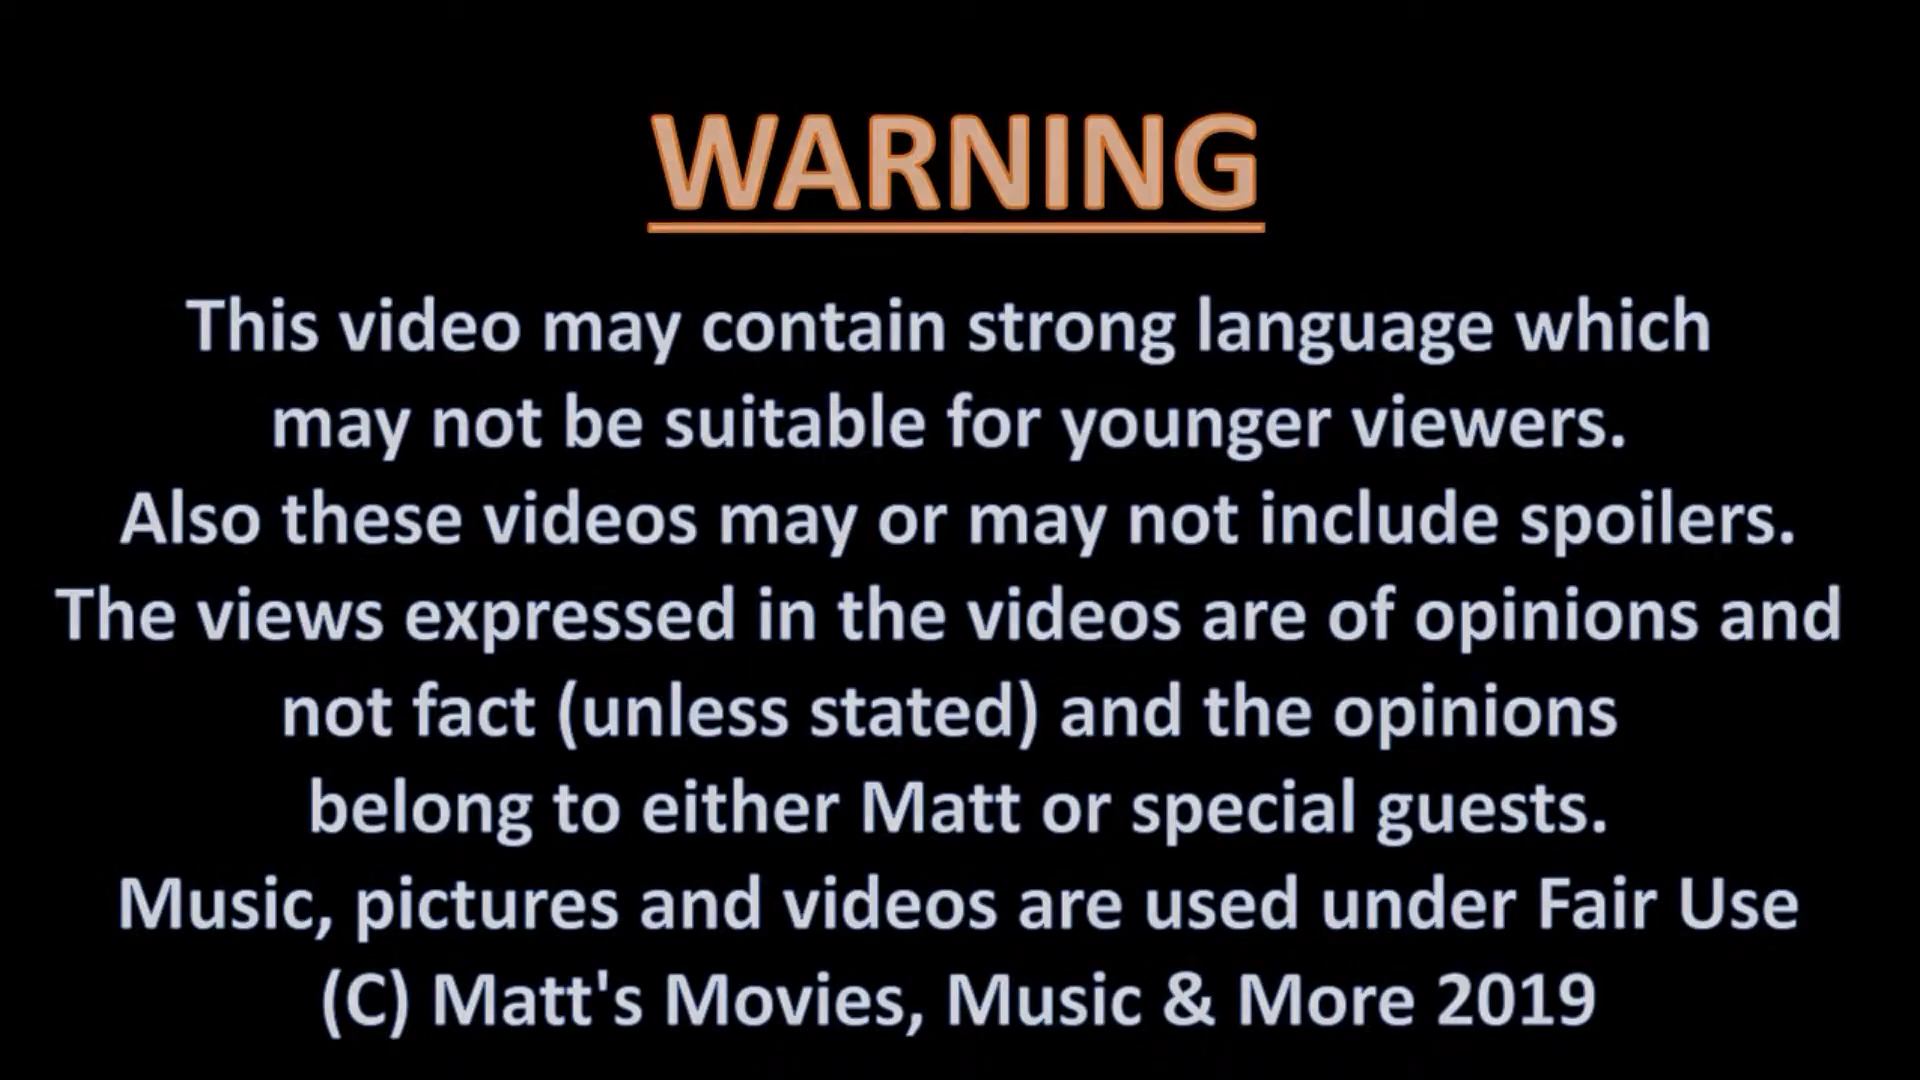 WARNING
This video may contain strong language which
may not be suitable for younger viewers.
Also these videos may or may not include spoilers.
The views expressed in the videos are of opinions and
not fact (unless stated) and the opinions
belong to either Matt or special guests.
Music, pictures and videos are used under Fair Use
(C) Matt's Movies, Music & More 2019